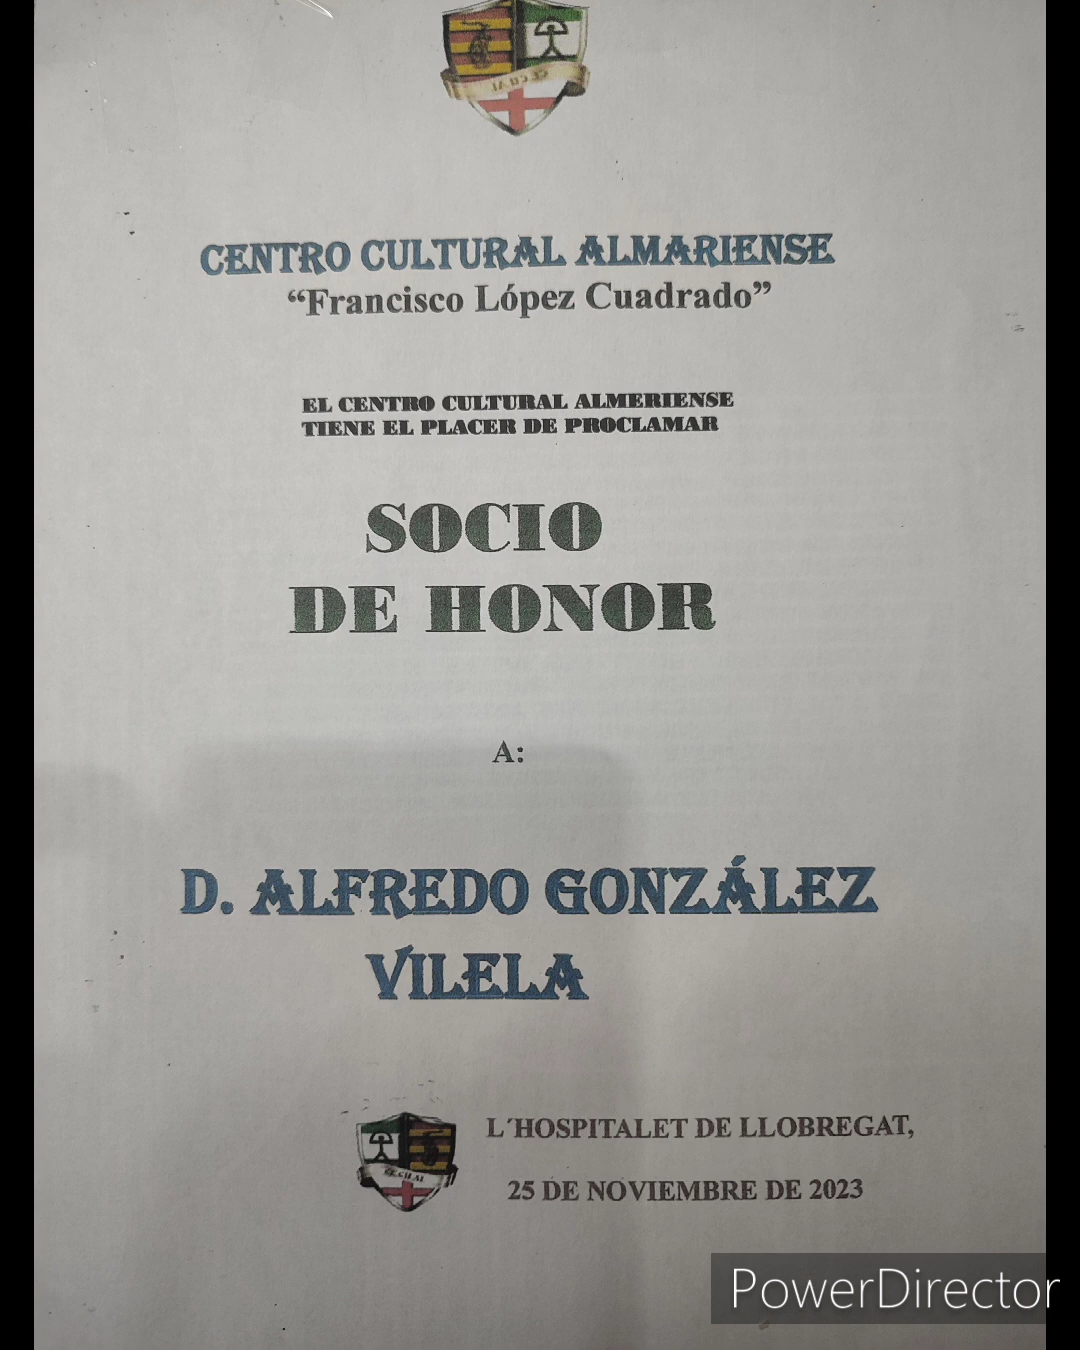 CENTRO CULTURAL ALMARIENSE
“Francisco López Cuadrado”
EL CENTRO CULTURAL ALMERIENSE
TIENE EL PLACER DE PROCLAMAR
SOCIO
DE HONOR
A:
D. ALFREDO GONZÁLEZ
VILELA
L´HOSPITALET DE LLOBREGAT,
25 DE NOVIEMBRE DE 2023
PowerDirector